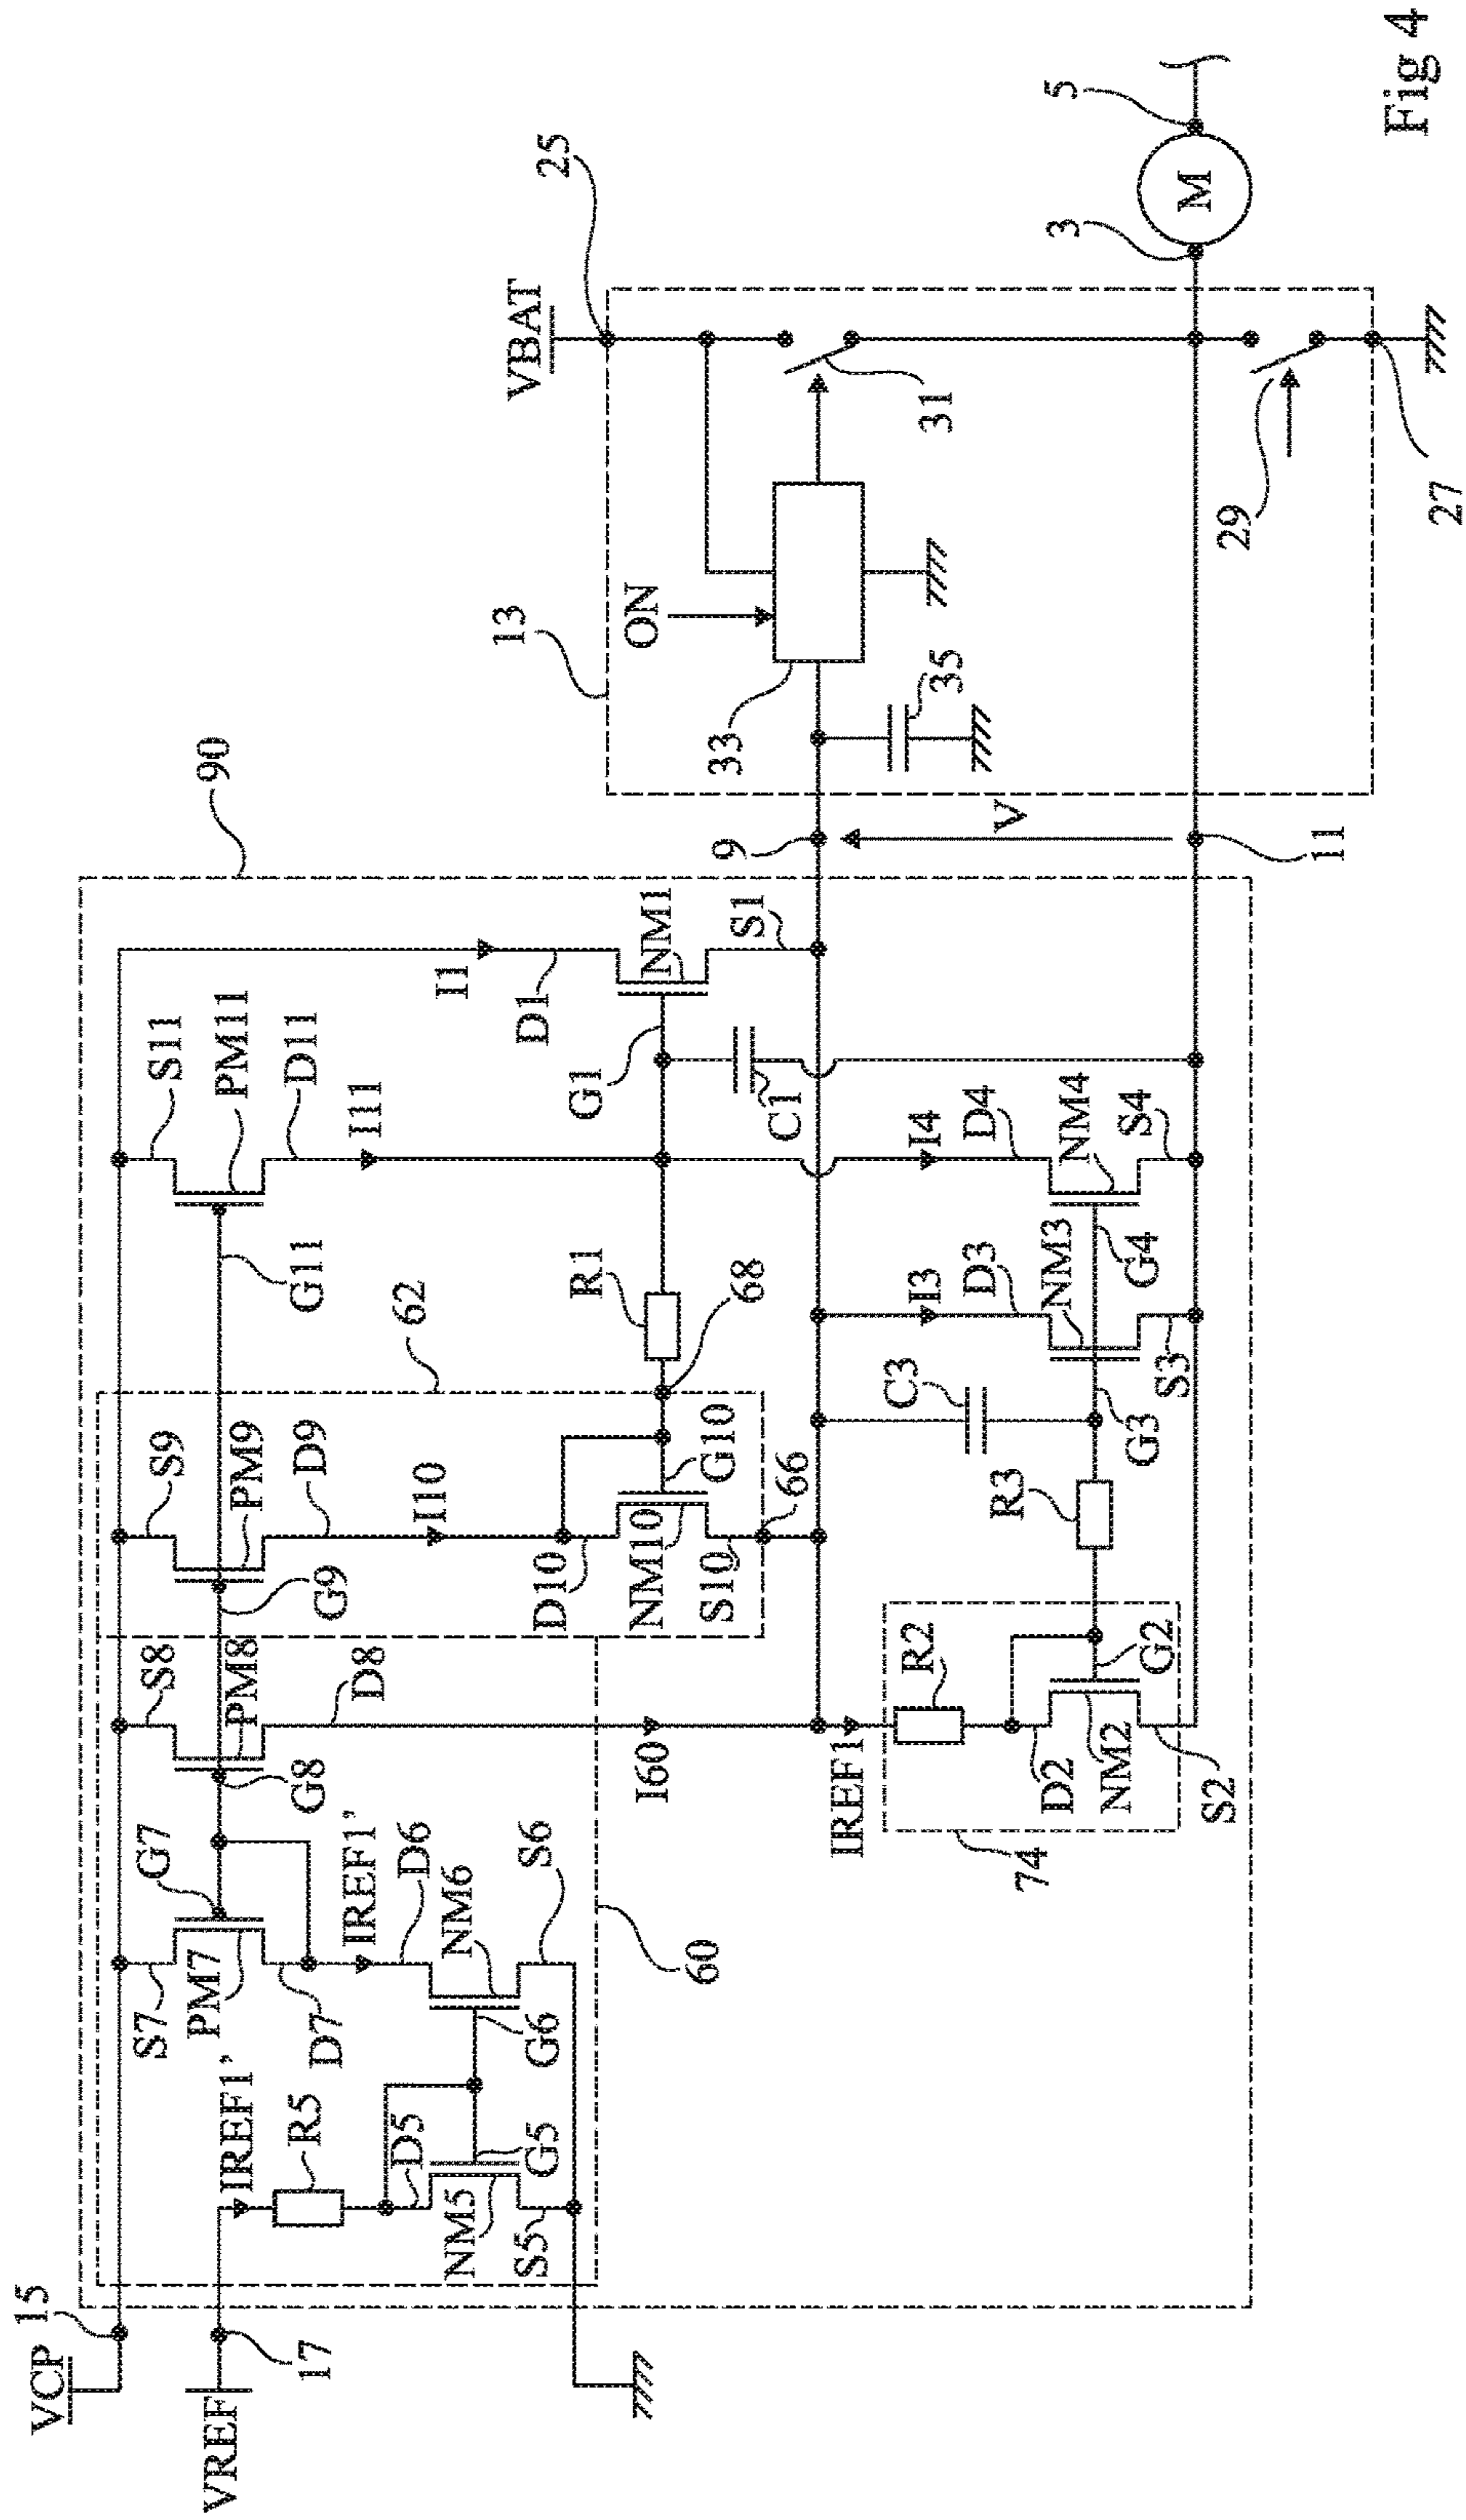 VCP
15
VREF
17
90
S7
PM7
D7
G7
IREF1'
R5
D5
NM5
G5
S5
IREF1'
D6
NM6
G6
S6
60
S8
PM8
G8
D8
I60
S9
PM9
G9
D9
I10
D10
NM10
G10
S10
66
62
68
R1
S11
PM11
G11
D11
I11
I1
D1
G1
NM1
S1
C1
IREF1
R2
D2
NM2
G2
S2
74
R3
C3
I3
D3
NM3
G3
S3
I4
D4
NM4
G4
S4
9
V
11
13
ON
33
35
VBAT
25
31
29
27
3
M
5
Fig 4